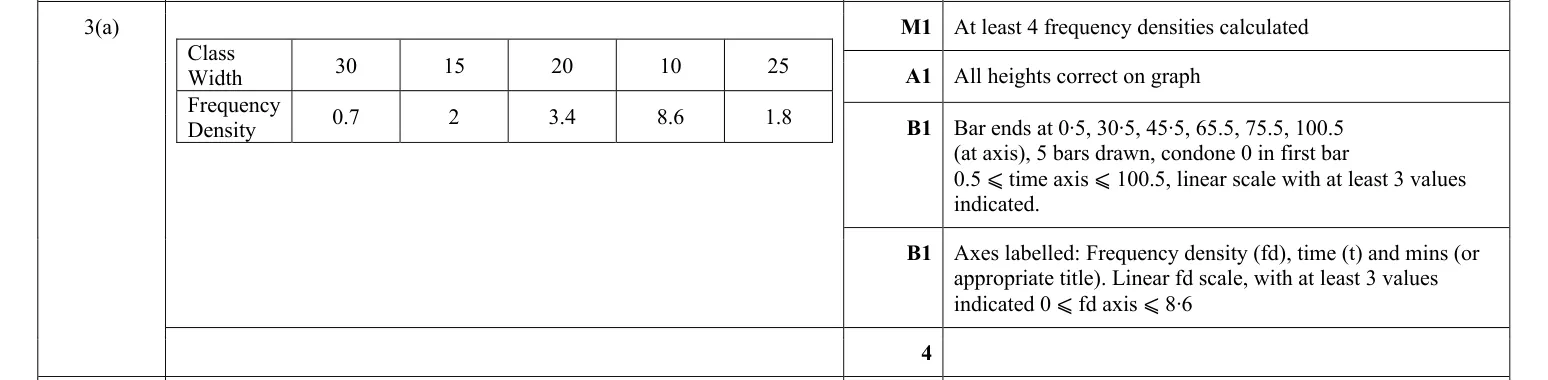 3(a)
M1 At least 4 frequency densities calculated
Class Width 30 15 20 10 25
Frequency Density 0.7 2 3.4 8.6 1.8
A1 All heights correct on graph
B1 Bar ends at 0·5, 30·5, 45·5, 65.5, 75.5, 100.5
(at axis), 5 bars drawn, condone 0 in first bar
0.5 ⩽ time axis ⩽ 100.5, linear scale with at least 3 values
indicated.
B1 Axes labelled: Frequency density (fd), time (t) and mins (or
appropriate title). Linear fd scale, with at least 3 values
indicated 0 ⩽ fd axis ⩽ 8·6
4